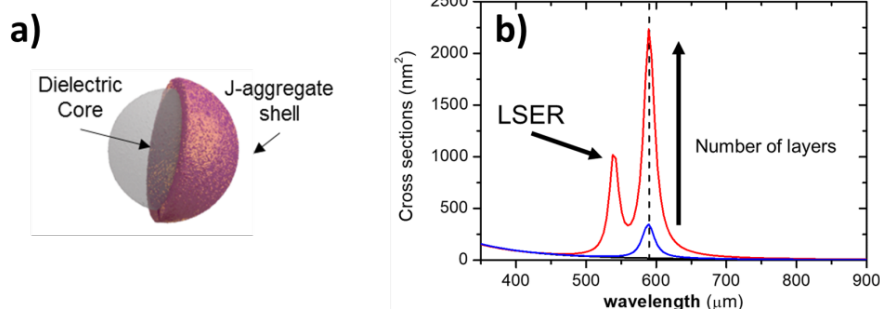 a)
Dielectric
Core
J-aggregate
shell
b)
Cross sections (nm²)
2500
2000
1500
1000
500
0
LSER
Number of layers
400 500 600 700 800 900
wavelength (μm)